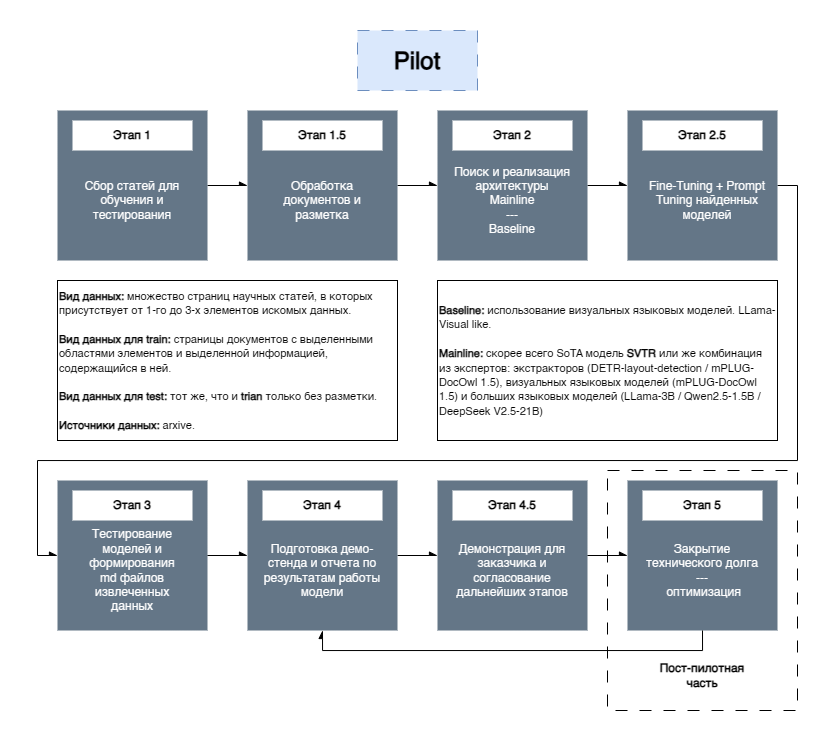 Pilot
Этап 1
Сбор статей для
обучения и
тестирования
Этап 1.5
Обработка
документов и
разметка
Этап 2
Поиск и реализация
архитектуры
Mainline
---
Baseline
Этап 2.5
Fine-Tuning + Prompt
Tuning найденных
моделей
Вид данных: множество страниц научных статей, в которых
присутствует от 1-го до 3-х элементов искомых данных.
Вид данных для train: страницы документов с выделенными
областями элементов и выделенной информацией,
содержащийся в ней.
Вид данных для test: тот же, что и trian только без разметки.
Источники данных: arxive.
Baseline: использование визуальных языковых моделей. LLama-
Visual like.
Mainline: скорее всего SoTA модель SVTR или же комбинация
из экспертов: экстракторов (DETR-layout-detection / mPLUG-
DocOwl 1.5), визуальных языковых моделей (mPLUG-DocOwl
1.5) и больших языковых моделей (LLama-3B / Qwen2.5-1.5B /
DeepSeek V2.5-21B)
Этап 3
Тестирование
моделей и
формирования
md файлов
извлеченных
данных
Этап 4
Подготовка демо-
стенда и отчета по
результатам работы
модели
Этап 4.5
Демонстрация для
заказчика и
согласование
дальнейших этапов
Этап 5
Закрытие
технического долга
---
оптимизация
Пост-пилотная
часть